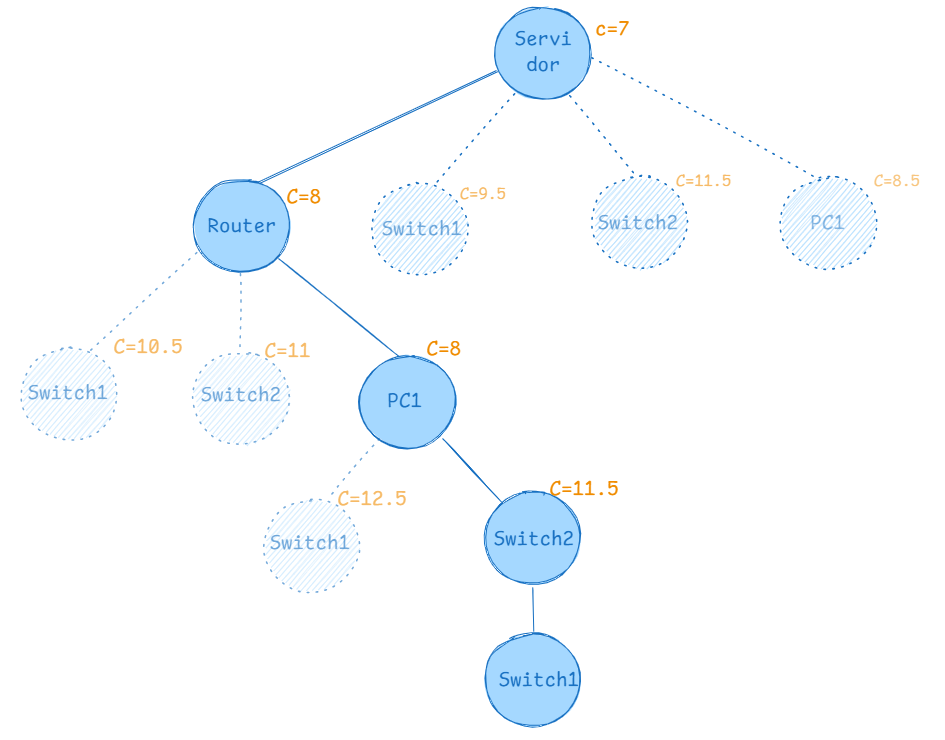 Servi
dor
c=7
C=8
Router
C=9.5
Switch1
C=11.5
Switch2
C=8.5
PC1
C=10.5
Switch1
C=11
Switch2
C=8
PC1
C=12.5
Switch1
C=11.5
Switch2
Switch1